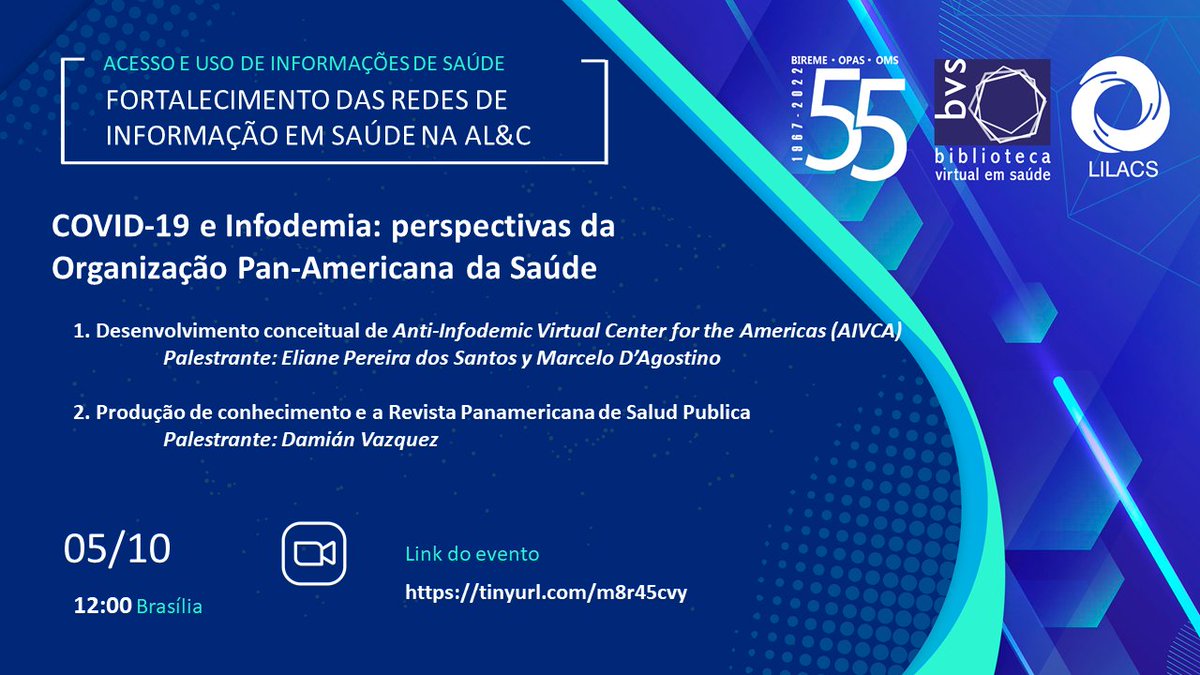 ACESSO E USO DE INFORMAÇÕES DE SAÚDE
FORTALECIMENTO DAS REDES DE
INFORMAÇÃO EM SAÚDE NA AL&C
BIREME • OPAS • OMS
1967-2022
55
bvs
biblioteca
virtual em saúde
LILACS
COVID-19 e Infodemia: perspectivas da
Organização Pan-Americana da Saúde
1. Desenvolvimento conceitual de Anti-Infodemic Virtual Center for the Americas (AIVCA)
Palestrante: Eliane Pereira dos Santos y Marcelo D’Agostino
2. Produção de conhecimento e a Revista Panamericana de Salud Publica
Palestrante: Damián Vazquez
05/10
12:00 Brasília
Link do evento
https://tinyurl.com/m8r45cvy